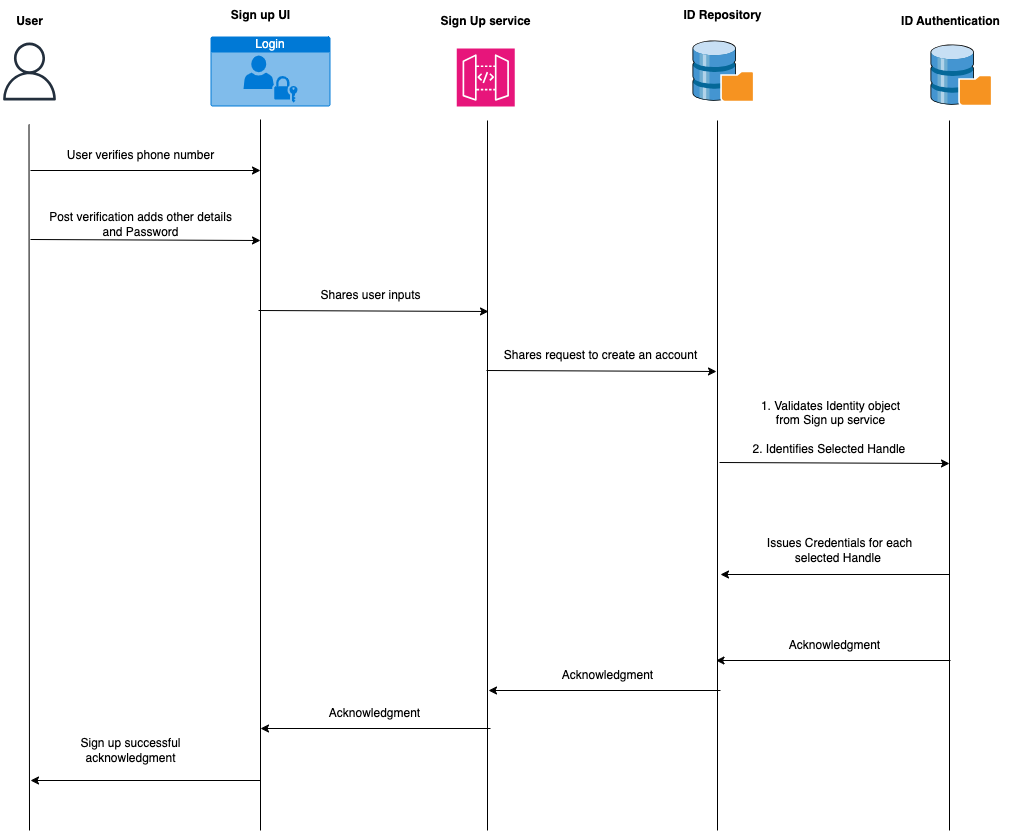 User
Sign up UI
Sign Up service
ID Repository
ID Authentication
Login
</>
User verifies phone number
Post verification adds other details
and Password
Shares user inputs
Shares request to create an account
1. Validates Identity object
from Sign up service
2. Identifies Selected Handle
Issues Credentials for each
selected Handle
Acknowledgment
Acknowledgment
Acknowledgment
Sign up successful
acknowledgment